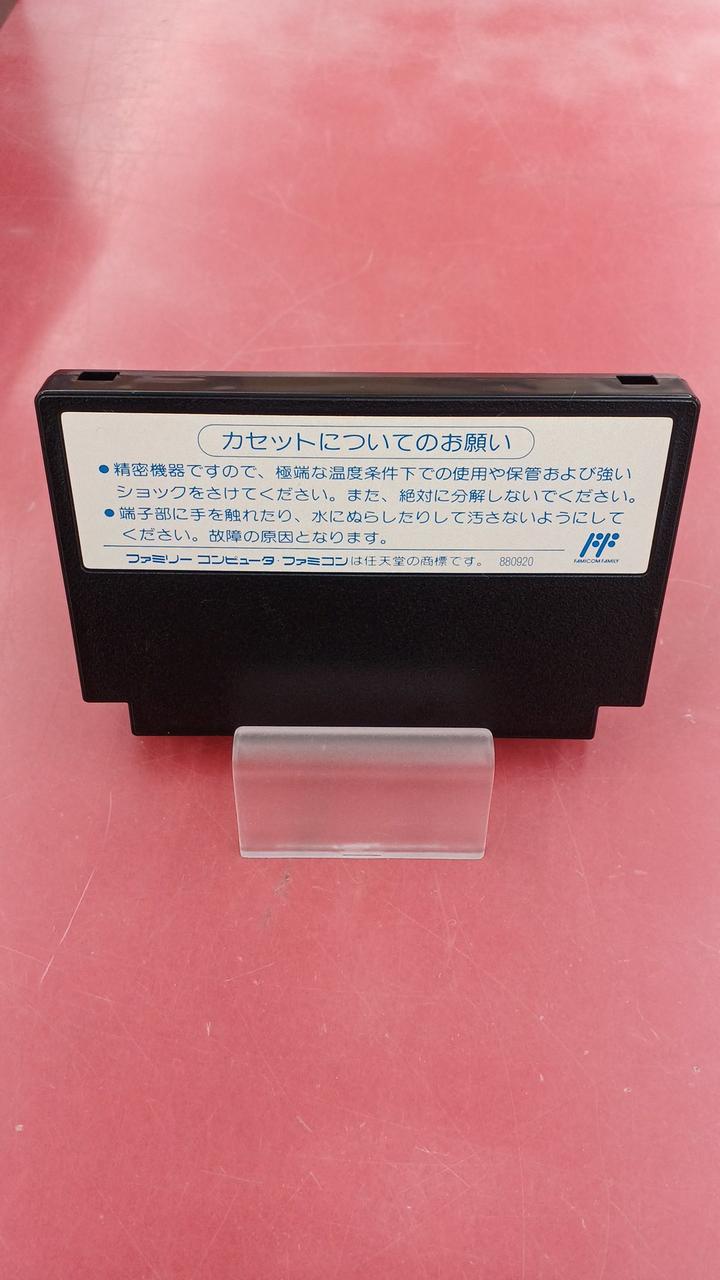 カセットについてのお願い
●精密機器ですので、極端な温度条件下での使用や保管および強い
ショックをさけてください。また、絶対に分解しないでください。
●端子部に手を触れたり、水にぬらしたりして汚さないようにして
ください。故障の原因となります。
FAMICOM FAMILY
ファミリー コンピュータ・ファミコンは任天堂の商標です。 880920